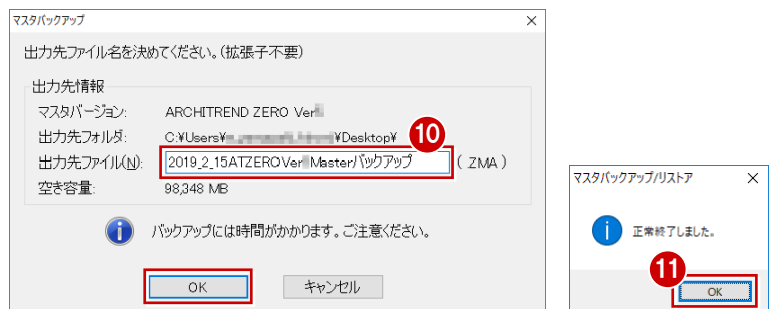 マスタバックアップ
出力先ファイル名を決めてください。(拡張子不要)
出力先情報
マスタバージョン: ARCHITREND ZERO Ver
出力先フォルダ: C:¥Users¥ ¥Desktop¥
10
出力先ファイル(N): 2019_2_15ATZEROVer Masterバックアップ ( ZMA )
空き容量: 98,348 MB
バックアップには時間がかかります。ご注意ください。
OK キャンセル
マスタバックアップ/リストア
正常終了しました。
11
OK